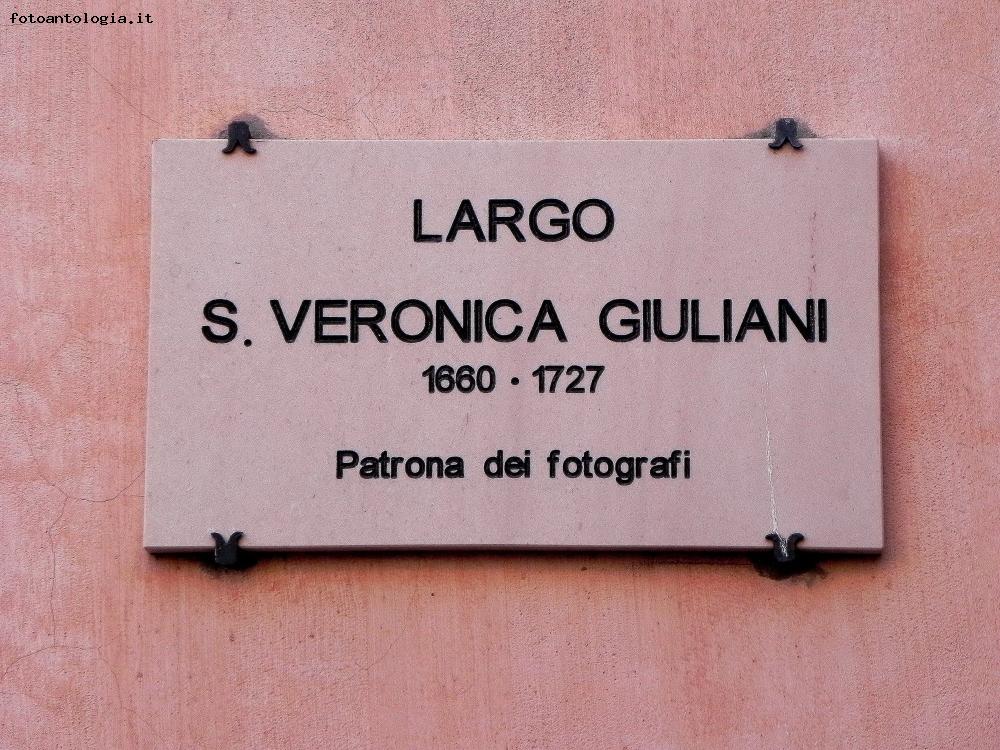 fotoantologia.it
LARGO
S. VERONICA GIULIANI
1660 · 1727
Patrona dei fotografi